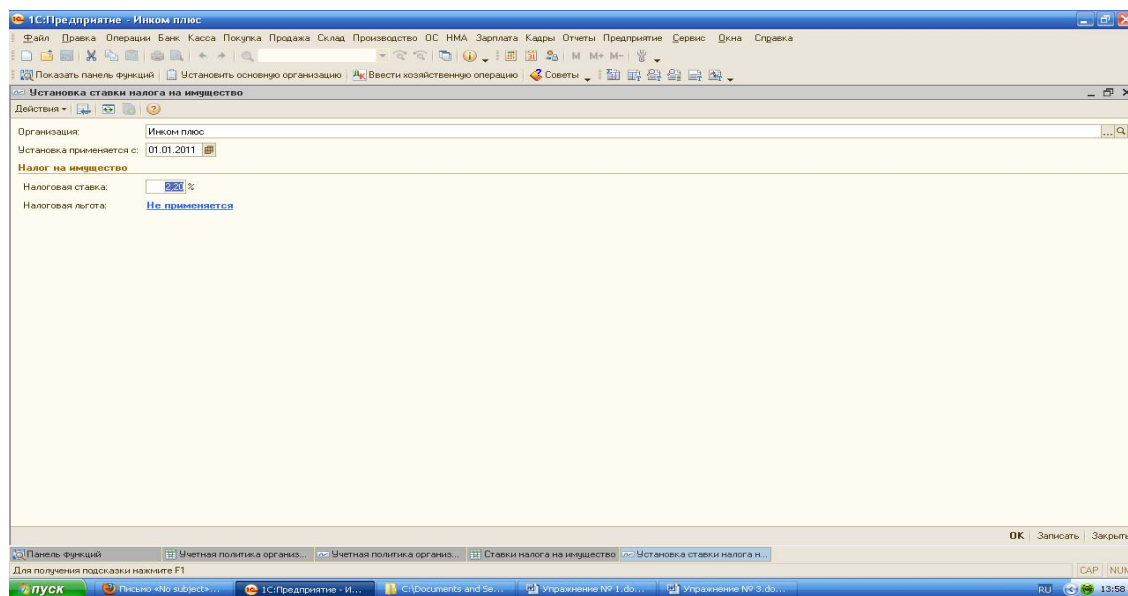 1С:Предприятие - Инком плюс
Файл Правка Операции Банк Касса Покупка Продажа Склад Производство ОС НМА Зарплата Кадры Отчеты Предприятие Сервис Окна Справка
M M+ M-
Показать панель функций Установить основную организацию Ввести хозяйственную операцию Советы
Установка ставки налога на имущество
Действия
Организация: Инком плюс
Установка применяется с: 01.01.2011
Налог на имущество
Налоговая ставка: 2,20 %
Налоговая льгота: Не применяется
OK Записать Закрыть
Панель функций Учетная политика организ... Учетная политика организ... Ставки налога на имущество Установка ставки налога н...
Для получения подсказки нажмите F1 CAP NUM
пуск Письмо «No subject»... 1С:Предприятие - И... C:\Documents and Se... Упражнение № 1.do... Упражнение № 3.do... RU 13:58